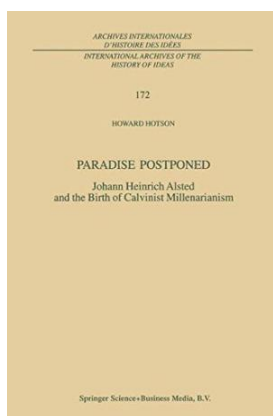 ARCHIVES INTERNATIONALES
D'HISTOIRE DES IDÉES
INTERNATIONAL ARCHIVES OF THE
HISTORY OF IDEAS
172
HOWARD HOTSON
PARADISE POSTPONED
Johann Heinrich Alsted
and the Birth of Calvinist Millenarianism
Springer Science+Business Media, B.V.